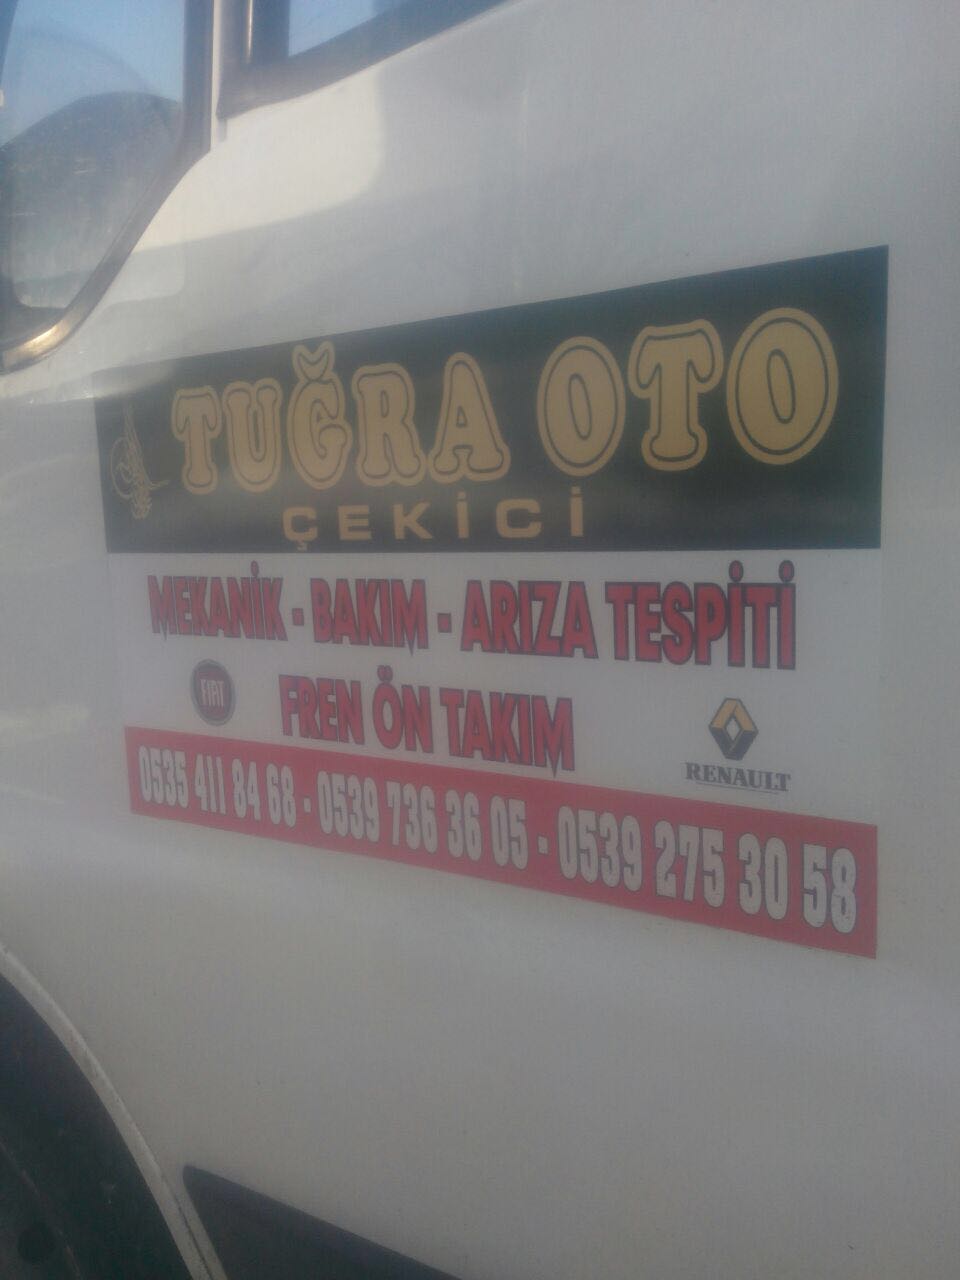 TUĞRA OTO
ÇEKİCİ
MEKANİK - BAKIM - ARIZA TESPİTİ
FREN ÖN TAKIM
FIAT
RENAULT
0535 411 84 68 - 0539 736 36 05 - 0539 275 30 58